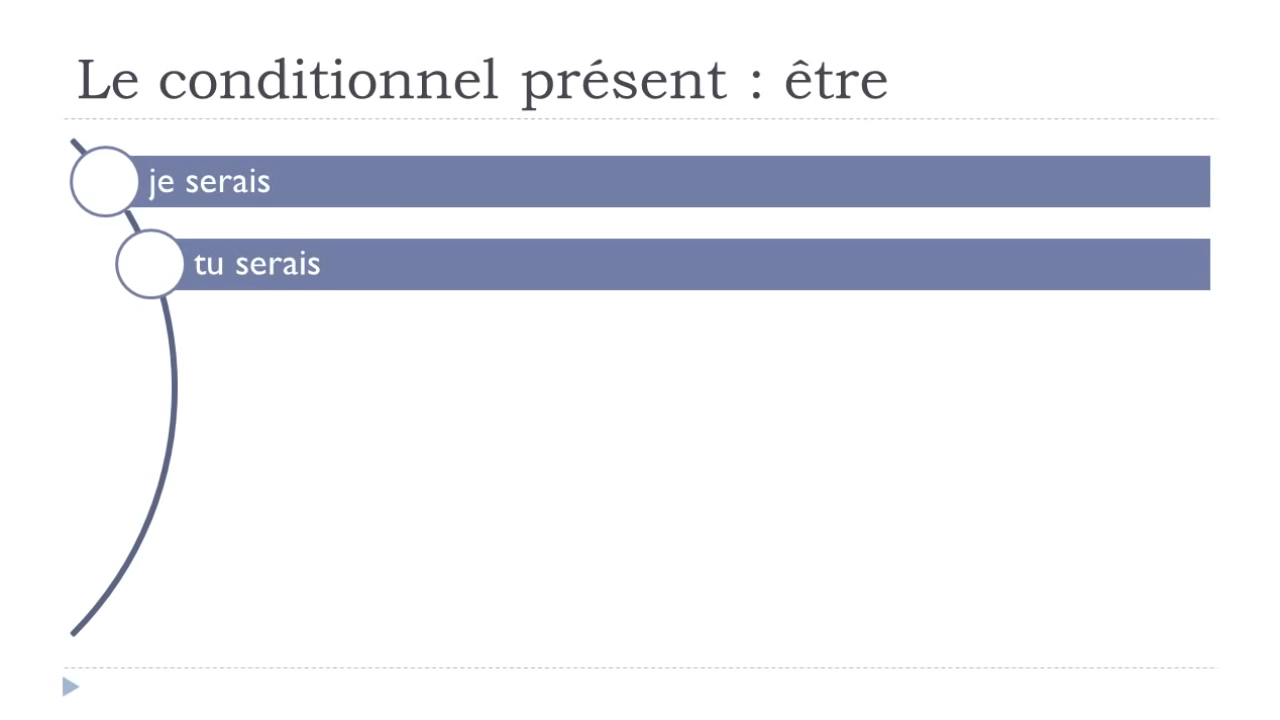 Le conditionnel présent : être
je serais
tu serais